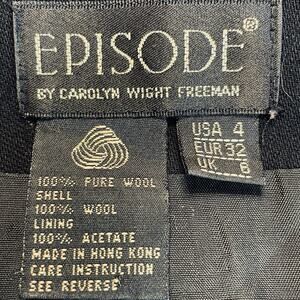 EPISODE®
BY CAROLYN WIGHT FREEMAN
USA 4
EUR 32
UK 6
100% PURE WOOL
SHELL
100% WOOL
LINING
100% ACETATE
MADE IN HONG KONG
CARE INSTRUCTION
SEE REVERSE